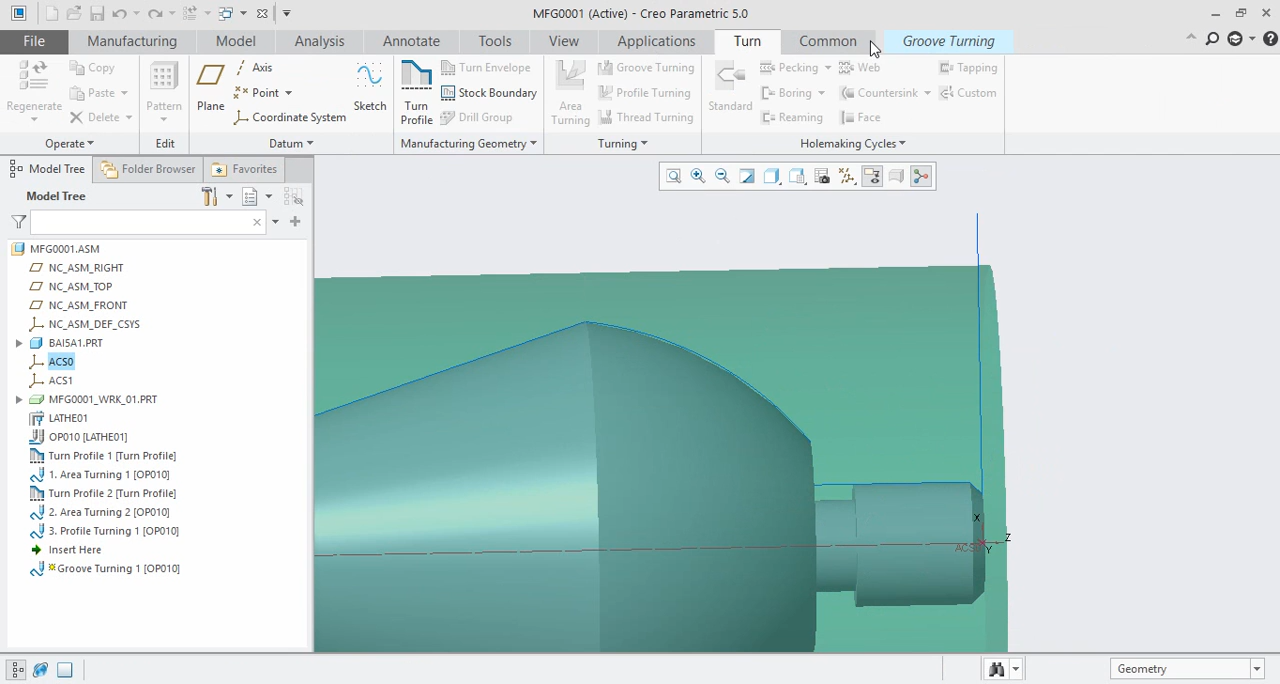 MFG0001 (Active) - Creo Parametric 5.0
File Manufacturing Model Analysis Annotate Tools View Applications Turn Common Groove Turning
Regenerate
Copy
Paste
Delete
Operate
Pattern
Edit
Plane
Axis
Point
Coordinate System
Sketch
Datum
Turn Profile
Turn Envelope
Stock Boundary
Drill Group
Manufacturing Geometry
Area Turning
Groove Turning
Profile Turning
Thread Turning
Turning
Standard
Pecking
Boring
Reaming
Web
Countersink
Face
Tapping
Custom
Holemaking Cycles
Model Tree Folder Browser Favorites
Model Tree
MFG0001.ASM
NC_ASM_RIGHT
NC_ASM_TOP
NC_ASM_FRONT
NC_ASM_DEF_CSYS
BAI5A1.PRT
ACS0
ACS1
MFG0001_WRK_01.PRT
LATHE01
OP010 [LATHE01]
Turn Profile 1 [Turn Profile]
1. Area Turning 1 [OP010]
Turn Profile 2 [Turn Profile]
2. Area Turning 2 [OP010]
3. Profile Turning 1 [OP010]
Insert Here
Groove Turning 1 [OP010]
X
Z
Y
Geometry